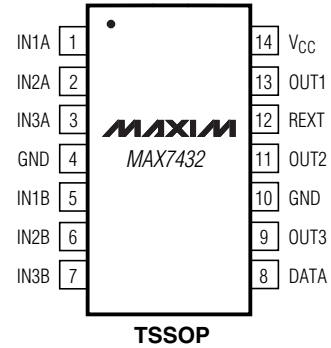 IN1A 1 14 VCC
IN2A 2 13 OUT1
IN3A 3 MAXIM 12 REXT
GND 4 MAX7432 11 OUT2
IN1B 5 10 GND
IN2B 6 9 OUT3
IN3B 7 8 DATA
TSSOP